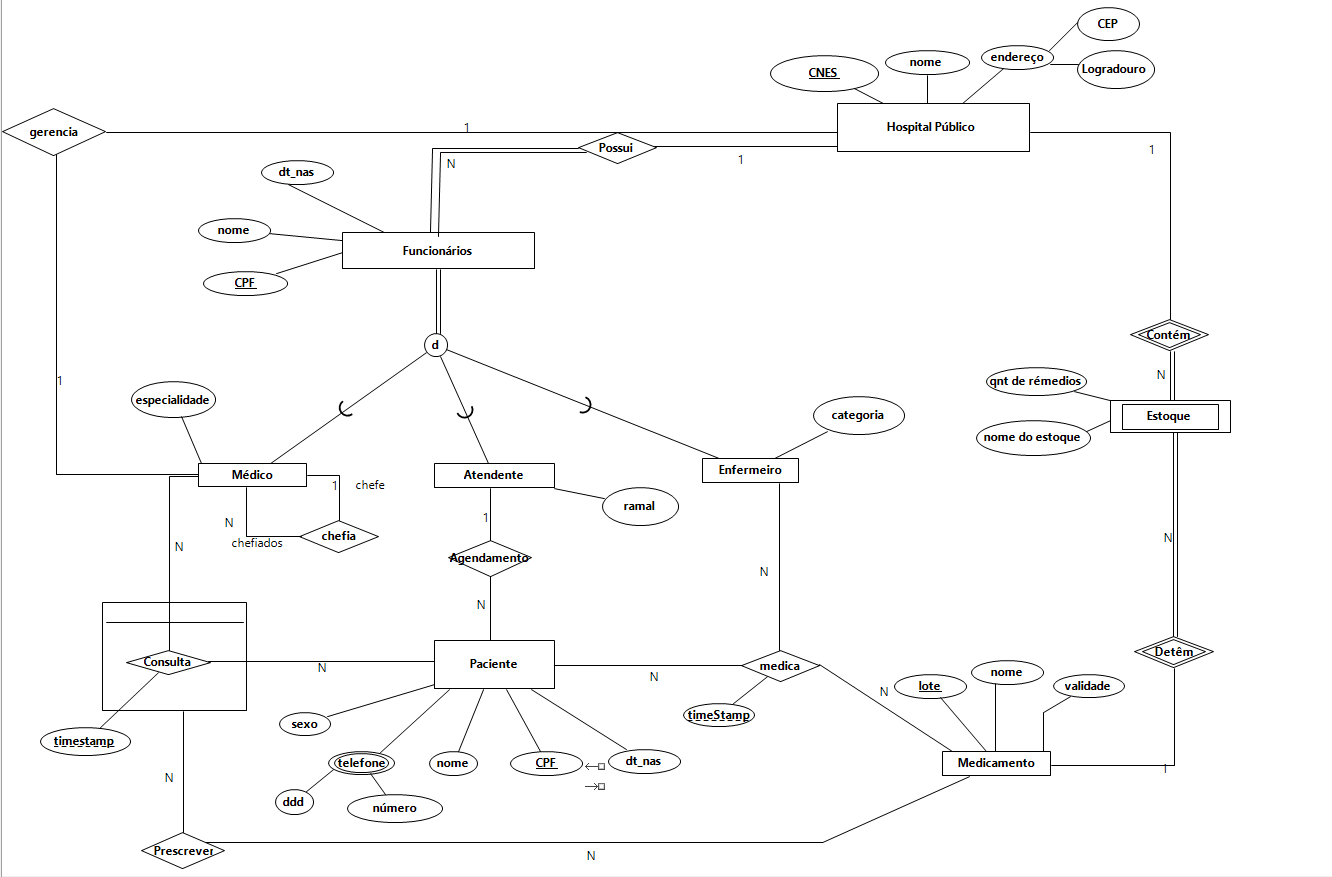 CEP
CNES
nome
endereço
Logradouro
gerencia
1
Hospital Público
Possui
N
1
1
dt_nas
nome
Funcionários
CPF
Contém
d
N
1
qnt de rémedios
especialidade
categoria
Estoque
nome do estoque
Médico
Atendente
Enfermeiro
1
chefe
ramal
1
N
chefia
chefiados
N
N
Agendamento
N
N
Consulta
N
Paciente
medica
Detêm
N
N
nome
lote
validade
timeStamp
sexo
timestamp
telefone
nome
CPF
dt_nas
Medicamento
1
N
ddd
número
Prescrever
N